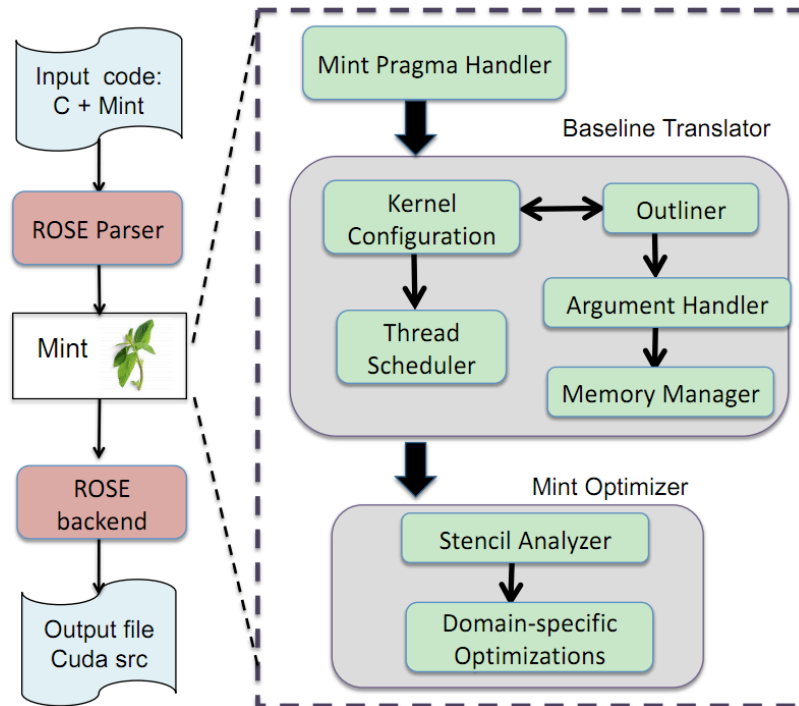 Input code:
C + Mint
ROSE Parser
Mint
ROSE
backend
Output file
Cuda src
Mint Pragma Handler
Baseline Translator
Kernel
Configuration
Outliner
Thread
Scheduler
Argument Handler
Memory Manager
Mint Optimizer
Stencil Analyzer
Domain-specific
Optimizations